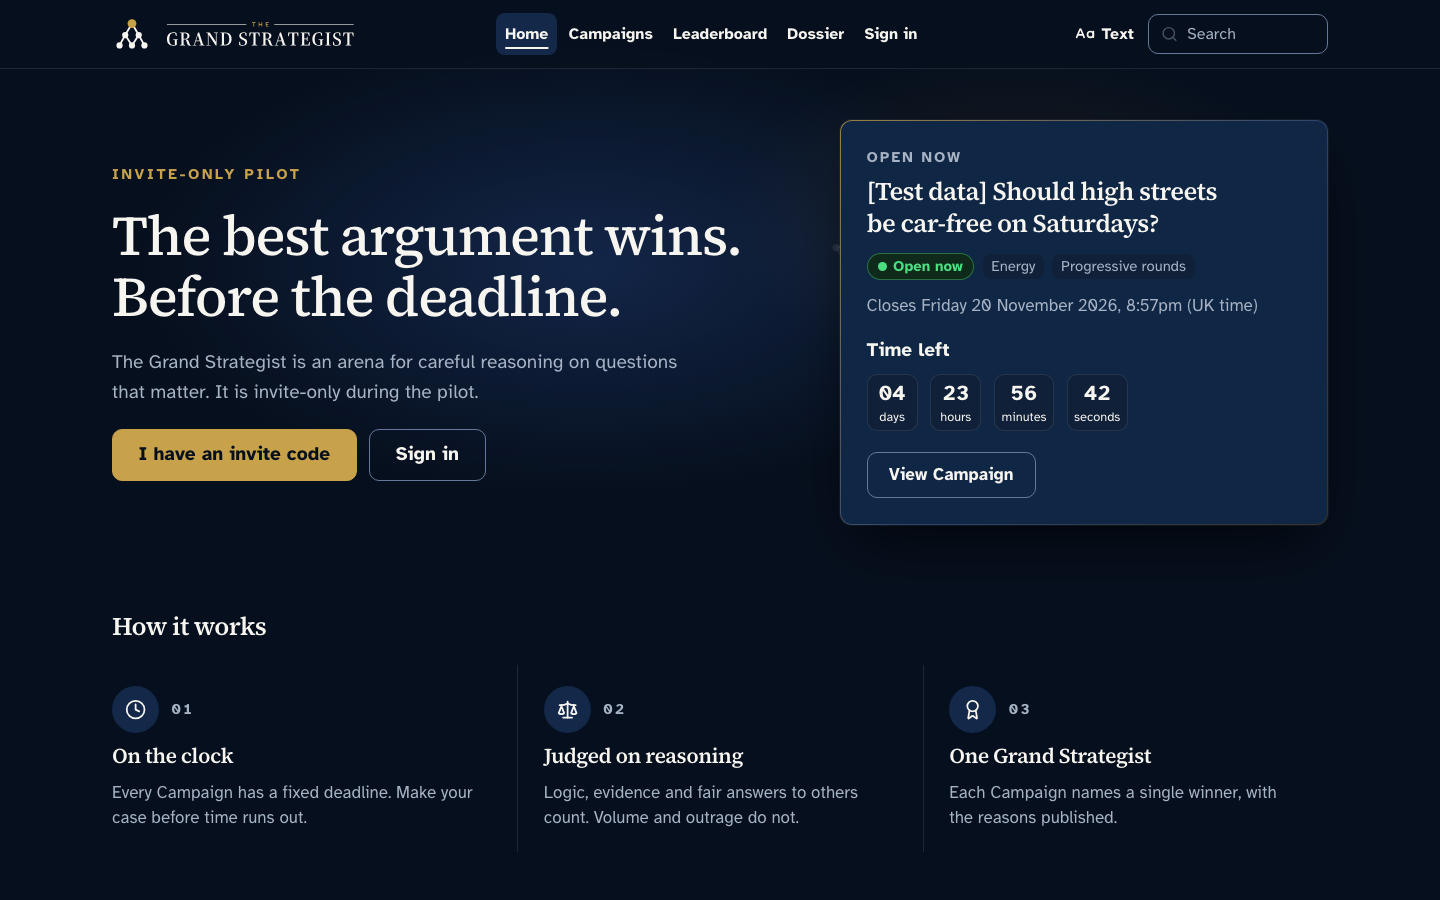 THE
GRAND STRATEGIST
Home
Campaigns
Leaderboard
Dossier
Sign in
Aa Text
Search
INVITE-ONLY PILOT
The best argument wins.
Before the deadline.
The Grand Strategist is an arena for careful reasoning on questions
that matter. It is invite-only during the pilot.
I have an invite code
Sign in
OPEN NOW
[Test data] Should high streets
be car-free on Saturdays?
Open now
Energy
Progressive rounds
Closes Friday 20 November 2026, 8:57pm (UK time)
Time left
04 23 56 42
days hours minutes seconds
View Campaign
How it works
01
On the clock
Every Campaign has a fixed deadline. Make your
case before time runs out.
02
Judged on reasoning
Logic, evidence and fair answers to others
count. Volume and outrage do not.
03
One Grand Strategist
Each Campaign names a single winner, with
the reasons published.